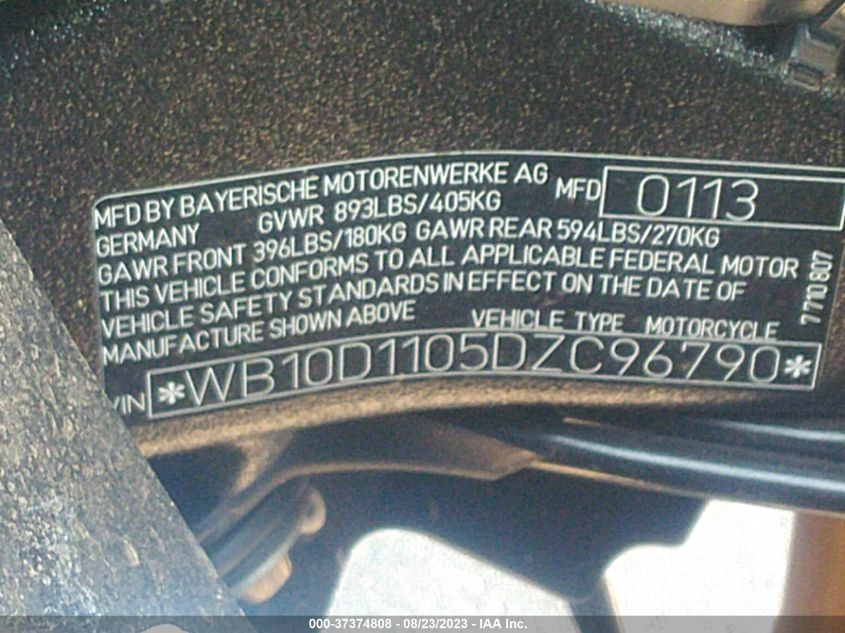 MFD BY BAYERISCHE MOTORENWERKE AG MFD 0113
GERMANY GVWR 893LBS/405KG
GAWR FRONT 396LBS/180KG GAWR REAR 594LBS/270KG
THIS VEHICLE CONFORMS TO ALL APPLICABLE FEDERAL MOTOR
VEHICLE SAFETY STANDARDS IN EFFECT ON THE DATE OF
MANUFACTURE SHOWN ABOVE VEHICLE TYPE MOTORCYCLE
7710807
VIN *WB10D1105DZC96790*
000-37374808 - 08/23/2023 - IAA Inc.